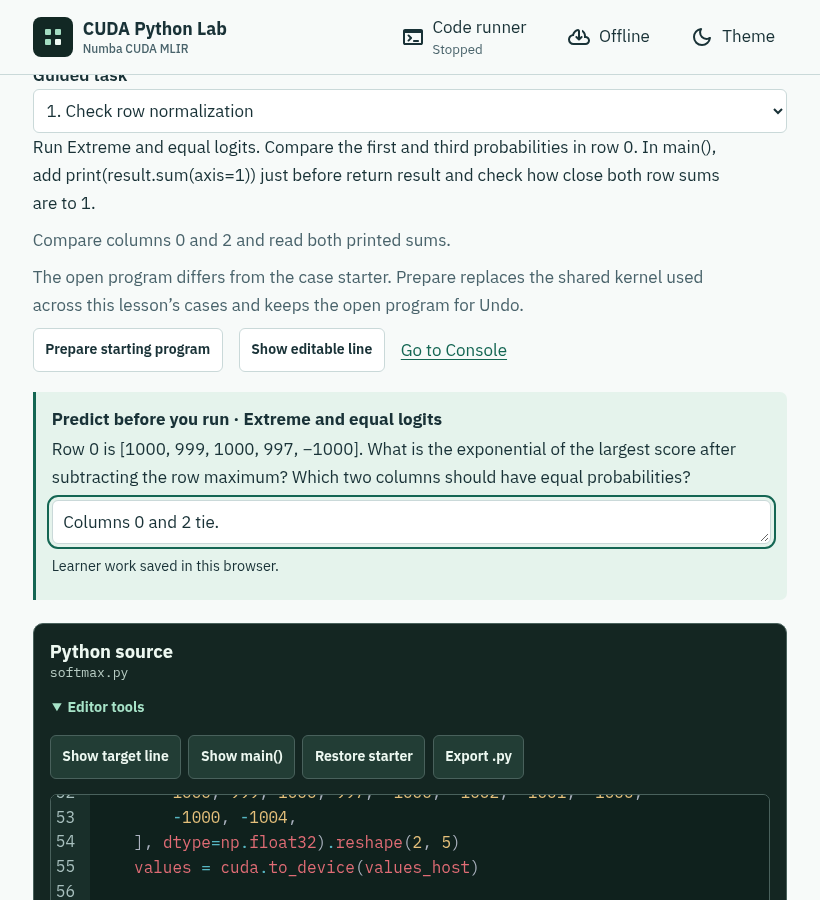 CUDA Python Lab
Numba CUDA MLIR
Code runner
Stopped
Offline
Theme
Guided task
1. Check row normalization
Run Extreme and equal logits. Compare the first and third probabilities in row 0. In main(),
add print(result.sum(axis=1)) just before return result and check how close both row sums
are to 1.
Compare columns 0 and 2 and read both printed sums.
The open program differs from the case starter. Prepare replaces the shared kernel used
across this lesson’s cases and keeps the open program for Undo.
Prepare starting program
Show editable line
Go to Console
Predict before you run · Extreme and equal logits
Row 0 is [1000, 999, 1000, 997, −1000]. What is the exponential of the largest score after
subtracting the row maximum? Which two columns should have equal probabilities?
Columns 0 and 2 tie.
Learner work saved in this browser.
Python source
softmax.py
▼ Editor tools
Show target line
Show main()
Restore starter
Export .py
53 -1000, -1004,
54 ], dtype=np.float32).reshape(2, 5)
55 values = cuda.to_device(values_host)
56